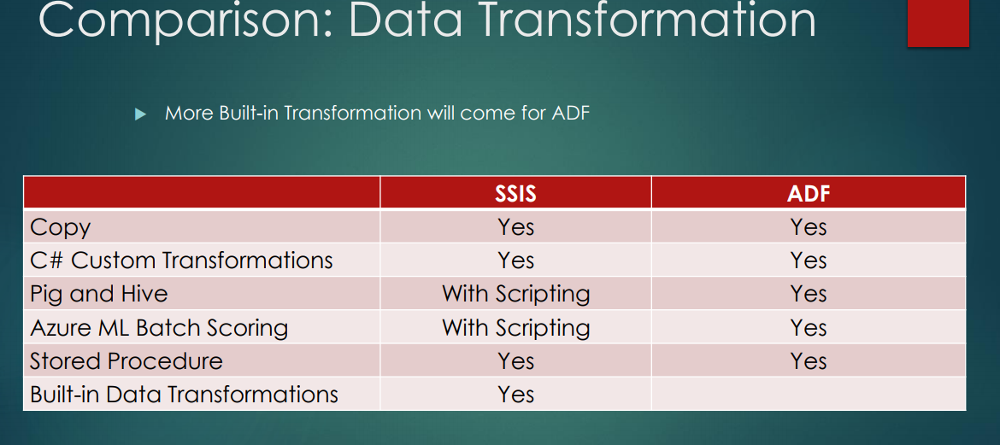 Comparison: Data Transformation
More Built-in Transformation will come for ADF
SSIS ADF
Copy Yes Yes
C# Custom Transformations Yes Yes
Pig and Hive With Scripting Yes
Azure ML Batch Scoring With Scripting Yes
Stored Procedure Yes Yes
Built-in Data Transformations Yes